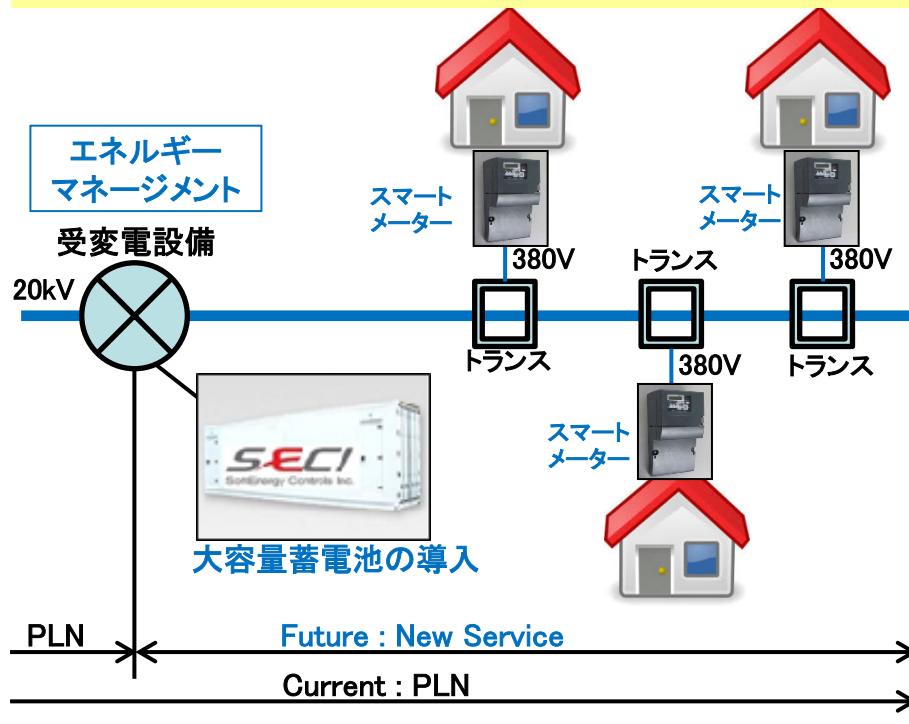 エネルギー
マネージメント
受変電設備
20kV
スマート
メーター
380V
トランス
スマート
メーター
380V
トランス
トランス
380V
トランス
スマート
メーター
SECI
SoftEnergy Controls Inc.
大容量蓄電池の導入
PLN
Future : New Service
Current : PLN